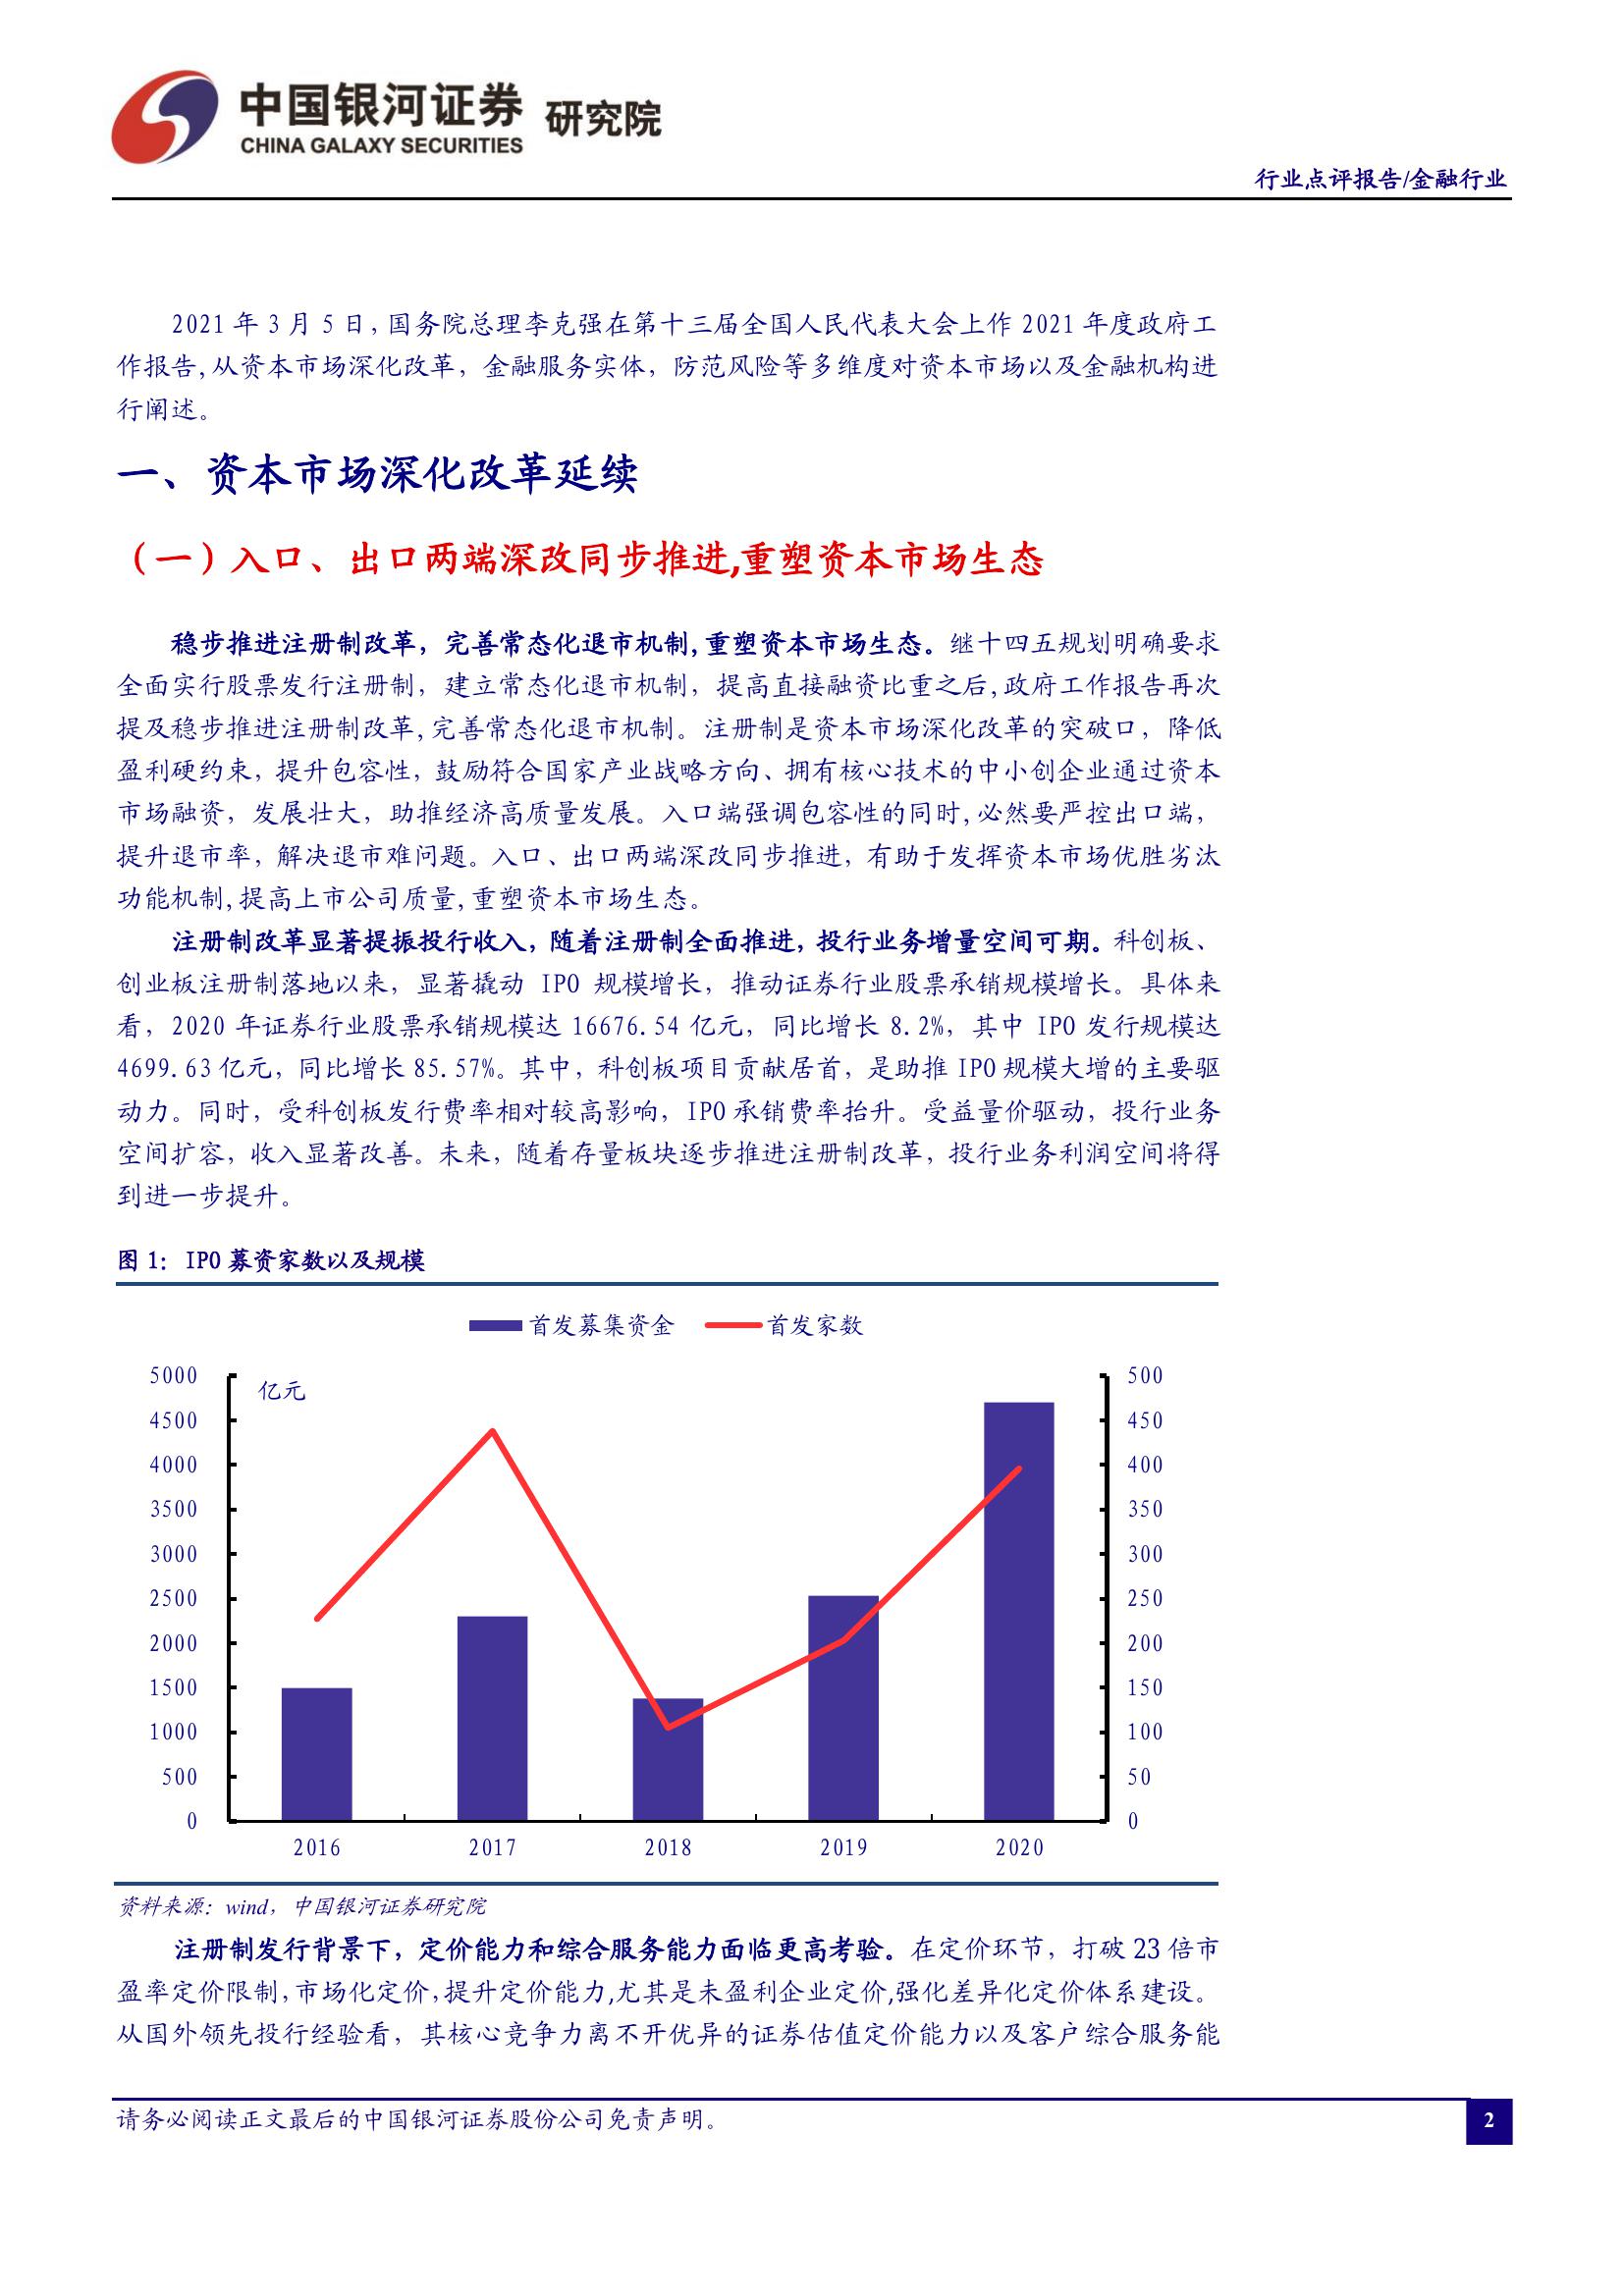 中国银河证券 研究院
CHINA GALAXY SECURITIES
行业点评报告/金融行业
2021 年 3 月 5 日,国务院总理李克强在第十三届全国人民代表大会上作 2021 年度政府工
作报告,从资本市场深化改革，金融服务实体，防范风险等多维度对资本市场以及金融机构进
行阐述。
一、资本市场深化改革延续
（一）入口、出口两端深改同步推进,重塑资本市场生态
稳步推进注册制改革，完善常态化退市机制,重塑资本市场生态。继十四五规划明确要求
全面实行股票发行注册制，建立常态化退市机制，提高直接融资比重之后,政府工作报告再次
提及稳步推进注册制改革,完善常态化退市机制。注册制是资本市场深化改革的突破口，降低
盈利硬约束，提升包容性，鼓励符合国家产业战略方向、拥有核心技术的中小创企业通过资本
市场融资，发展壮大，助推经济高质量发展。入口端强调包容性的同时,必然要严控出口端，
提升退市率，解决退市难问题。入口、出口两端深改同步推进，有助于发挥资本市场优胜劣汰
功能机制,提高上市公司质量,重塑资本市场生态。
注册制改革显著提振投行收入，随着注册制全面推进，投行业务增量空间可期。科创板、
创业板注册制落地以来，显著撬动 IPO 规模增长，推动证券行业股票承销规模增长。具体来
看，2020 年证券行业股票承销规模达 16676.54 亿元，同比增长 8.2%，其中 IPO 发行规模达
4699.63 亿元，同比增长 85.57%。其中，科创板项目贡献居首，是助推 IPO 规模大增的主要驱
动力。同时，受科创板发行费率相对较高影响，IPO 承销费率抬升。受益量价驱动，投行业务
空间扩容，收入显著改善。未来，随着存量板块逐步推进注册制改革，投行业务利润空间将得
到进一步提升。
图 1： IPO 募资家数以及规模
首发募集资金 首发家数
亿元
5000 500
4500 450
4000 400
3500 350
3000 300
2500 250
2000 200
1500 150
1000 100
500 50
0 0
2016 2017 2018 2019 2020
资料来源：wind，中国银河证券研究院
注册制发行背景下，定价能力和综合服务能力面临更高考验。在定价环节，打破 23 倍市
盈率定价限制,市场化定价,提升定价能力,尤其是未盈利企业定价,强化差异化定价体系建设。
从国外领先投行经验看，其核心竞争力离不开优异的证券估值定价能力以及客户综合服务能
请务必阅读正文最后的中国银河证券股份公司免责声明。
2